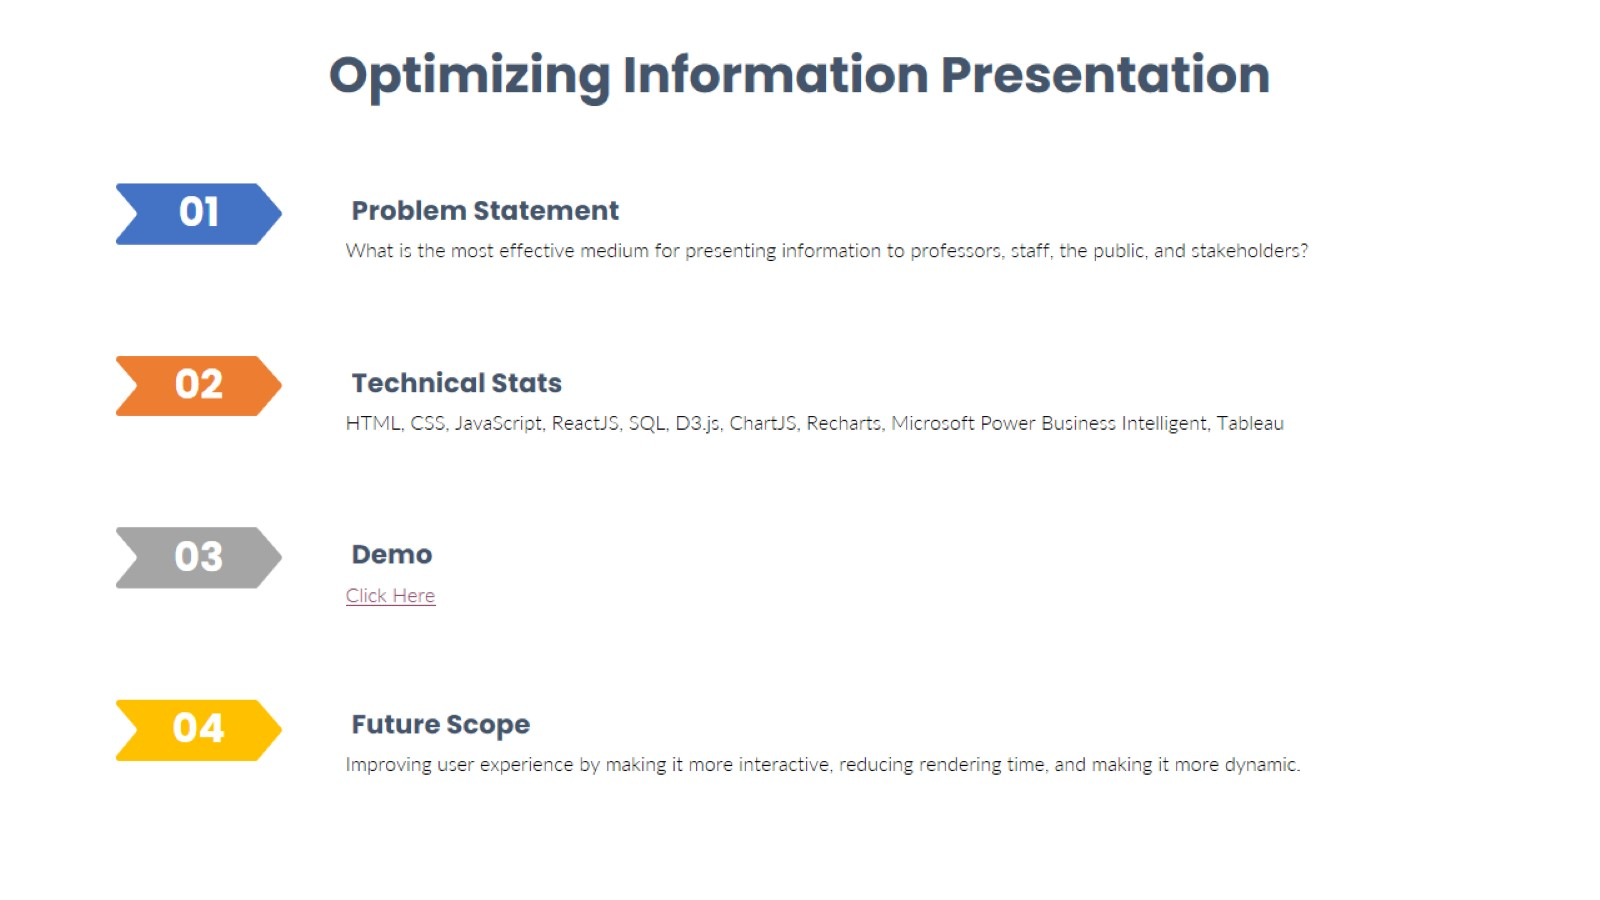 Optimizing Information Presentation
01
Problem Statement
What is the most effective medium for presenting information to professors, staff, the public, and stakeholders?
02
Technical Stats
HTML, CSS, JavaScript, ReactJS, SQL, D3.js, ChartJS, Recharts, Microsoft Power Business Intelligent, Tableau
03
Demo
Click Here
04
Future Scope
Improving user experience by making it more interactive, reducing rendering time, and making it more dynamic.